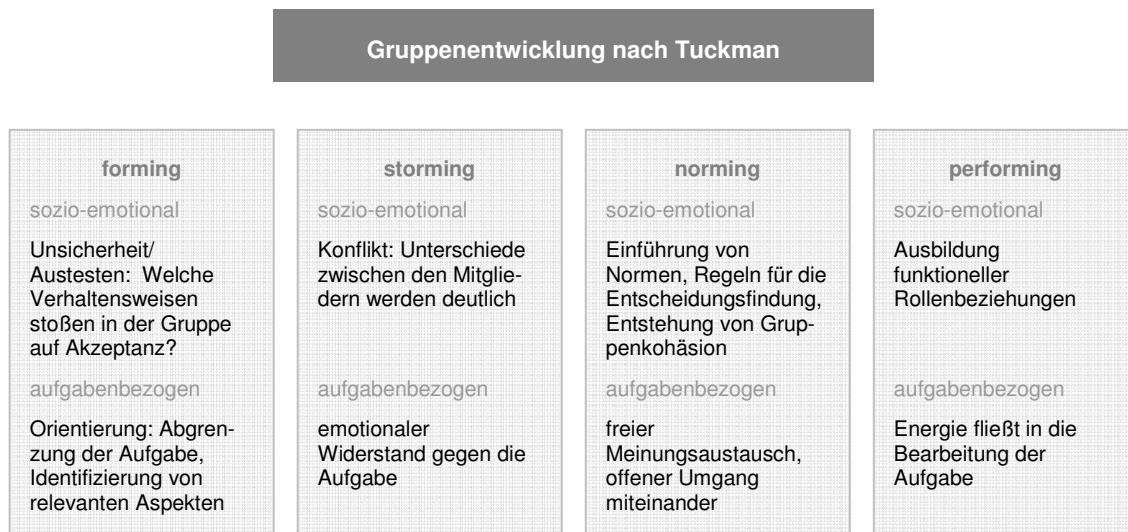 Gruppenentwicklung nach Tuckman
forming
sozio-emotional
Unsicherheit/
Austesten:  Welche
Verhaltensweisen
stoßen in der Gruppe
auf Akzeptanz?
aufgabenbezogen
Orientierung: Abgren-
zung der Aufgabe,
Identifizierung von
relevanten Aspekten
storming
sozio-emotional
Konflikt: Unterschiede
zwischen den Mitglie-
dern werden deutlich
aufgabenbezogen
emotionaler
Widerstand gegen die
Aufgabe
norming
sozio-emotional
Einführung von
Normen, Regeln für die
Entscheidungsfindung,
Entstehung von Grup-
penkohäsion
aufgabenbezogen
freier
Meinungsaustausch,
offener Umgang
miteinander
performing
sozio-emotional
Ausbildung
funktioneller
Rollenbeziehungen
aufgabenbezogen
Energie fließt in die
Bearbeitung der
Aufgabe